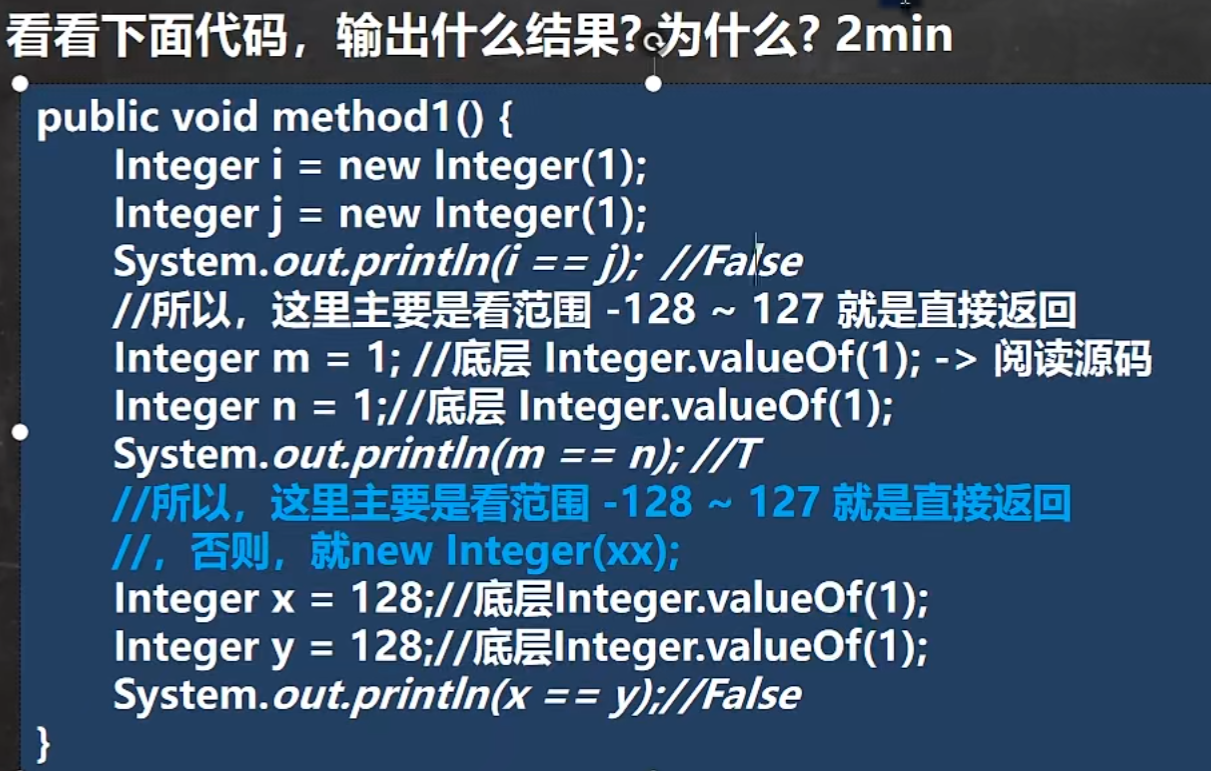 看看下面代码，输出什么结果? 为什么? 2min
public void method1() {
Integer i = new Integer(1);
Integer j = new Integer(1);
System.out.println(i == j); //False
//所以，这里主要是看范围 -128 ~ 127 就是直接返回
Integer m = 1; //底层 Integer.valueOf(1); -> 阅读源码
Integer n = 1;//底层 Integer.valueOf(1);
System.out.println(m == n); //T
//所以，这里主要是看范围 -128 ~ 127 就是直接返回
//，否则，就new Integer(xx);
Integer x = 128;//底层Integer.valueOf(1);
Integer y = 128;//底层Integer.valueOf(1);
System.out.println(x == y);//False
}